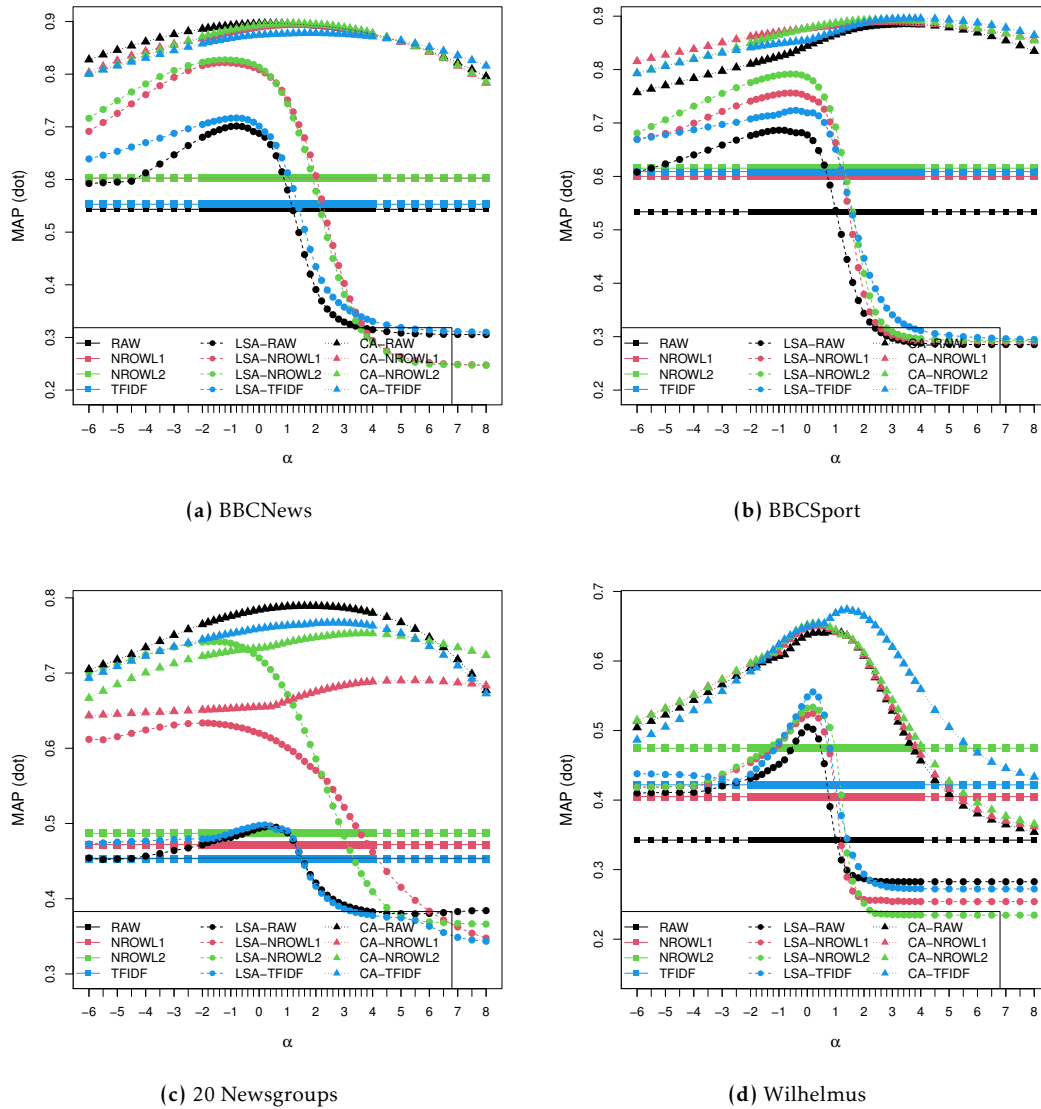 MAP (dot)
0.2 0.3 0.4 0.5 0.6 0.7 0.8 0.9
RAW
NROWL1
NROWL2
TFIDF
LSA−RAW
LSA−NROWL1
LSA−NROWL2
LSA−TFIDF
CA−RAW
CA−NROWL1
CA−NROWL2
CA−TFIDF
−6 −5 −4 −3 −2 −1 0 1 2 3 4 5 6 7 8
α
(a) BBCNews
MAP (dot)
0.2 0.3 0.4 0.5 0.6 0.7 0.8 0.9
RAW
NROWL1
NROWL2
TFIDF
LSA−RAW
LSA−NROWL1
LSA−NROWL2
LSA−TFIDF
CA−RAW
CA−NROWL1
CA−NROWL2
CA−TFIDF
−6 −5 −4 −3 −2 −1 0 1 2 3 4 5 6 7 8
α
(b) BBCSport
MAP (dot)
0.3 0.4 0.5 0.6 0.7 0.8
RAW
NROWL1
NROWL2
TFIDF
LSA−RAW
LSA−NROWL1
LSA−NROWL2
LSA−TFIDF
CA−RAW
CA−NROWL1
CA−NROWL2
CA−TFIDF
−6 −5 −4 −3 −2 −1 0 1 2 3 4 5 6 7 8
α
(c) 20 Newsgroups
MAP (dot)
0.2 0.3 0.4 0.5 0.6 0.7
RAW
NROWL1
NROWL2
TFIDF
LSA−RAW
LSA−NROWL1
LSA−NROWL2
LSA−TFIDF
CA−RAW
CA−NROWL1
CA−NROWL2
CA−TFIDF
−6 −5 −4 −3 −2 −1 0 1 2 3 4 5 6 7 8
α
(d) Wilhelmus